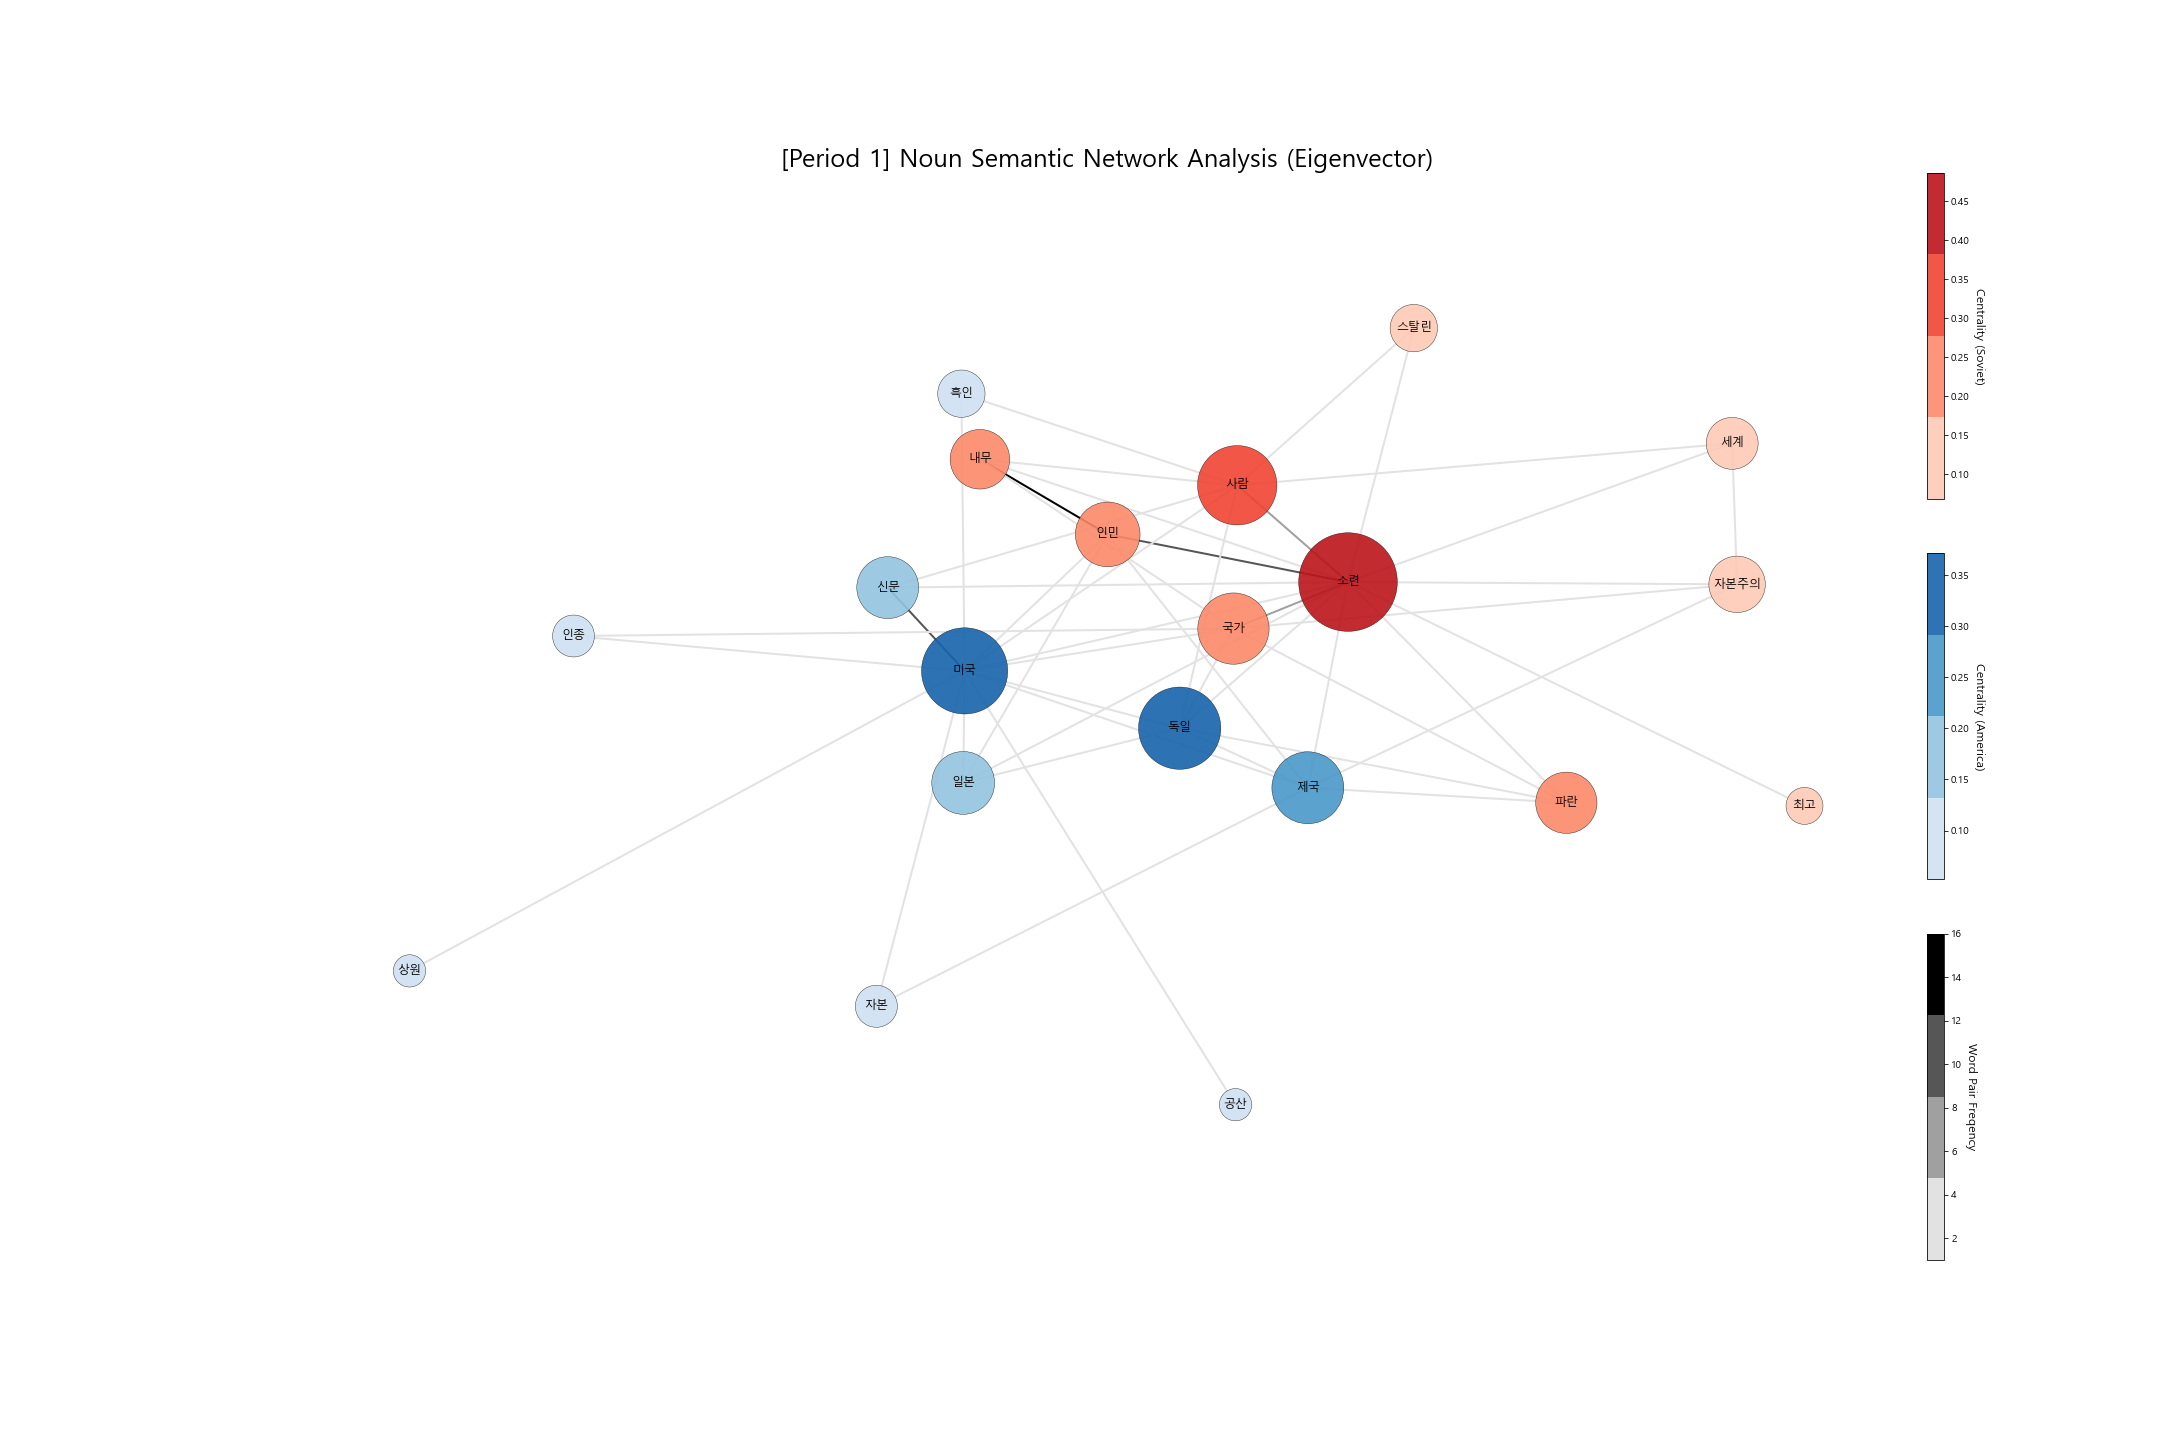 [Period 1] Noun Semantic Network Analysis (Eigenvector)
스탈린
흑인
세계
내무
사람
인민
소련
자본주의
신문
국가
인종
미국
독일
일본
제국
파란
최고
상원
자본
공산
0.45
0.40
0.35
0.30
0.25
0.20
0.15
0.10
Centrality (Soviet)
0.35
0.30
0.25
0.20
0.15
0.10
Centrality (America)
16
14
12
10
8
6
4
2
Word Pair Freqency